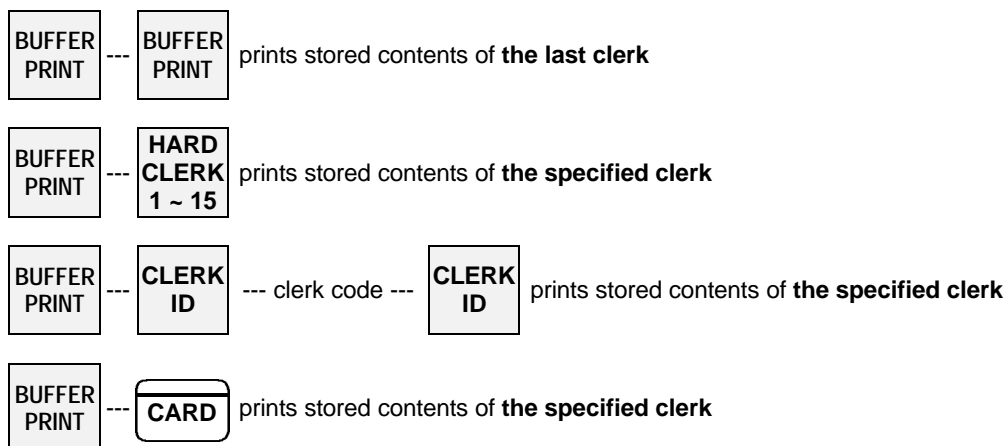 BUFFER PRINT --- BUFFER PRINT prints stored contents of the last clerk
BUFFER PRINT --- HARD CLERK 1 ~ 15 prints stored contents of the specified clerk
BUFFER PRINT --- CLERK ID --- clerk code --- CLERK ID prints stored contents of the specified clerk
BUFFER PRINT --- CARD prints stored contents of the specified clerk